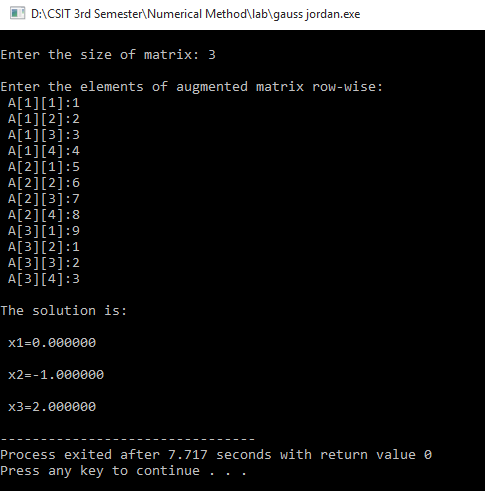 D:\CSIT 3rd Semester\Numerical Method\lab\gauss jordan.exe
Enter the size of matrix: 3
Enter the elements of augmented matrix row-wise:
A[1][1]:1
A[1][2]:2
A[1][3]:3
A[1][4]:4
A[2][1]:5
A[2][2]:6
A[2][3]:7
A[2][4]:8
A[3][1]:9
A[3][2]:1
A[3][3]:2
A[3][4]:3
The solution is:
x1=0.000000
x2=-1.000000
x3=2.000000
--------------------------------
Process exited after 7.717 seconds with return value 0
Press any key to continue . . .